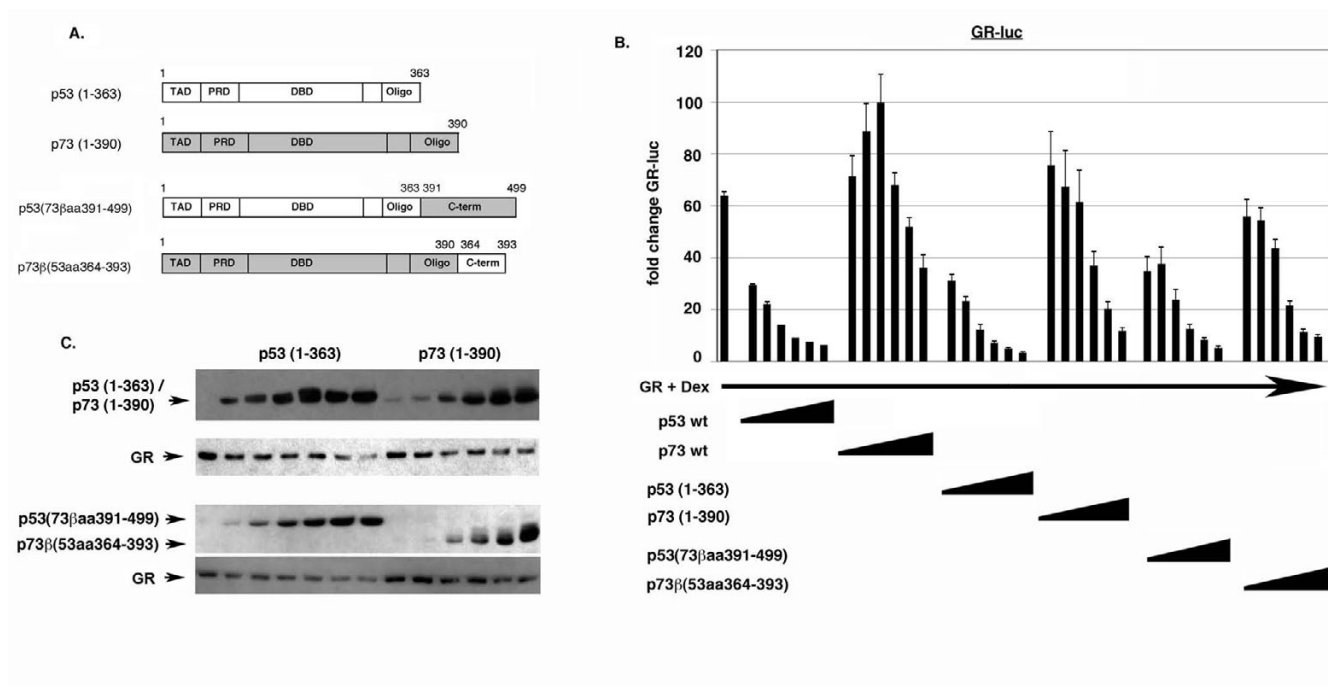 A.
1 363
p53 (1-363) TAD PRD DBD Oligo
1 390
p73 (1-390) TAD PRD DBD Oligo
1 363 391 499
p53(73βaa391-499) TAD PRD DBD Oligo C-term
1 390 364 393
p73β(53aa364-393) TAD PRD DBD Oligo C-term
B.
GR-luc
fold change GR-luc
120
100
80
60
40
20
0
GR + Dex
p53 wt
p73 wt
p53 (1-363)
p73 (1-390)
p53(73βaa391-499)
p73β(53aa364-393)
C.
p53 (1-363) p73 (1-390)
p53 (1-363) /
p73 (1-390)
GR
p53(73βaa391-499)
p73β(53aa364-393)
GR